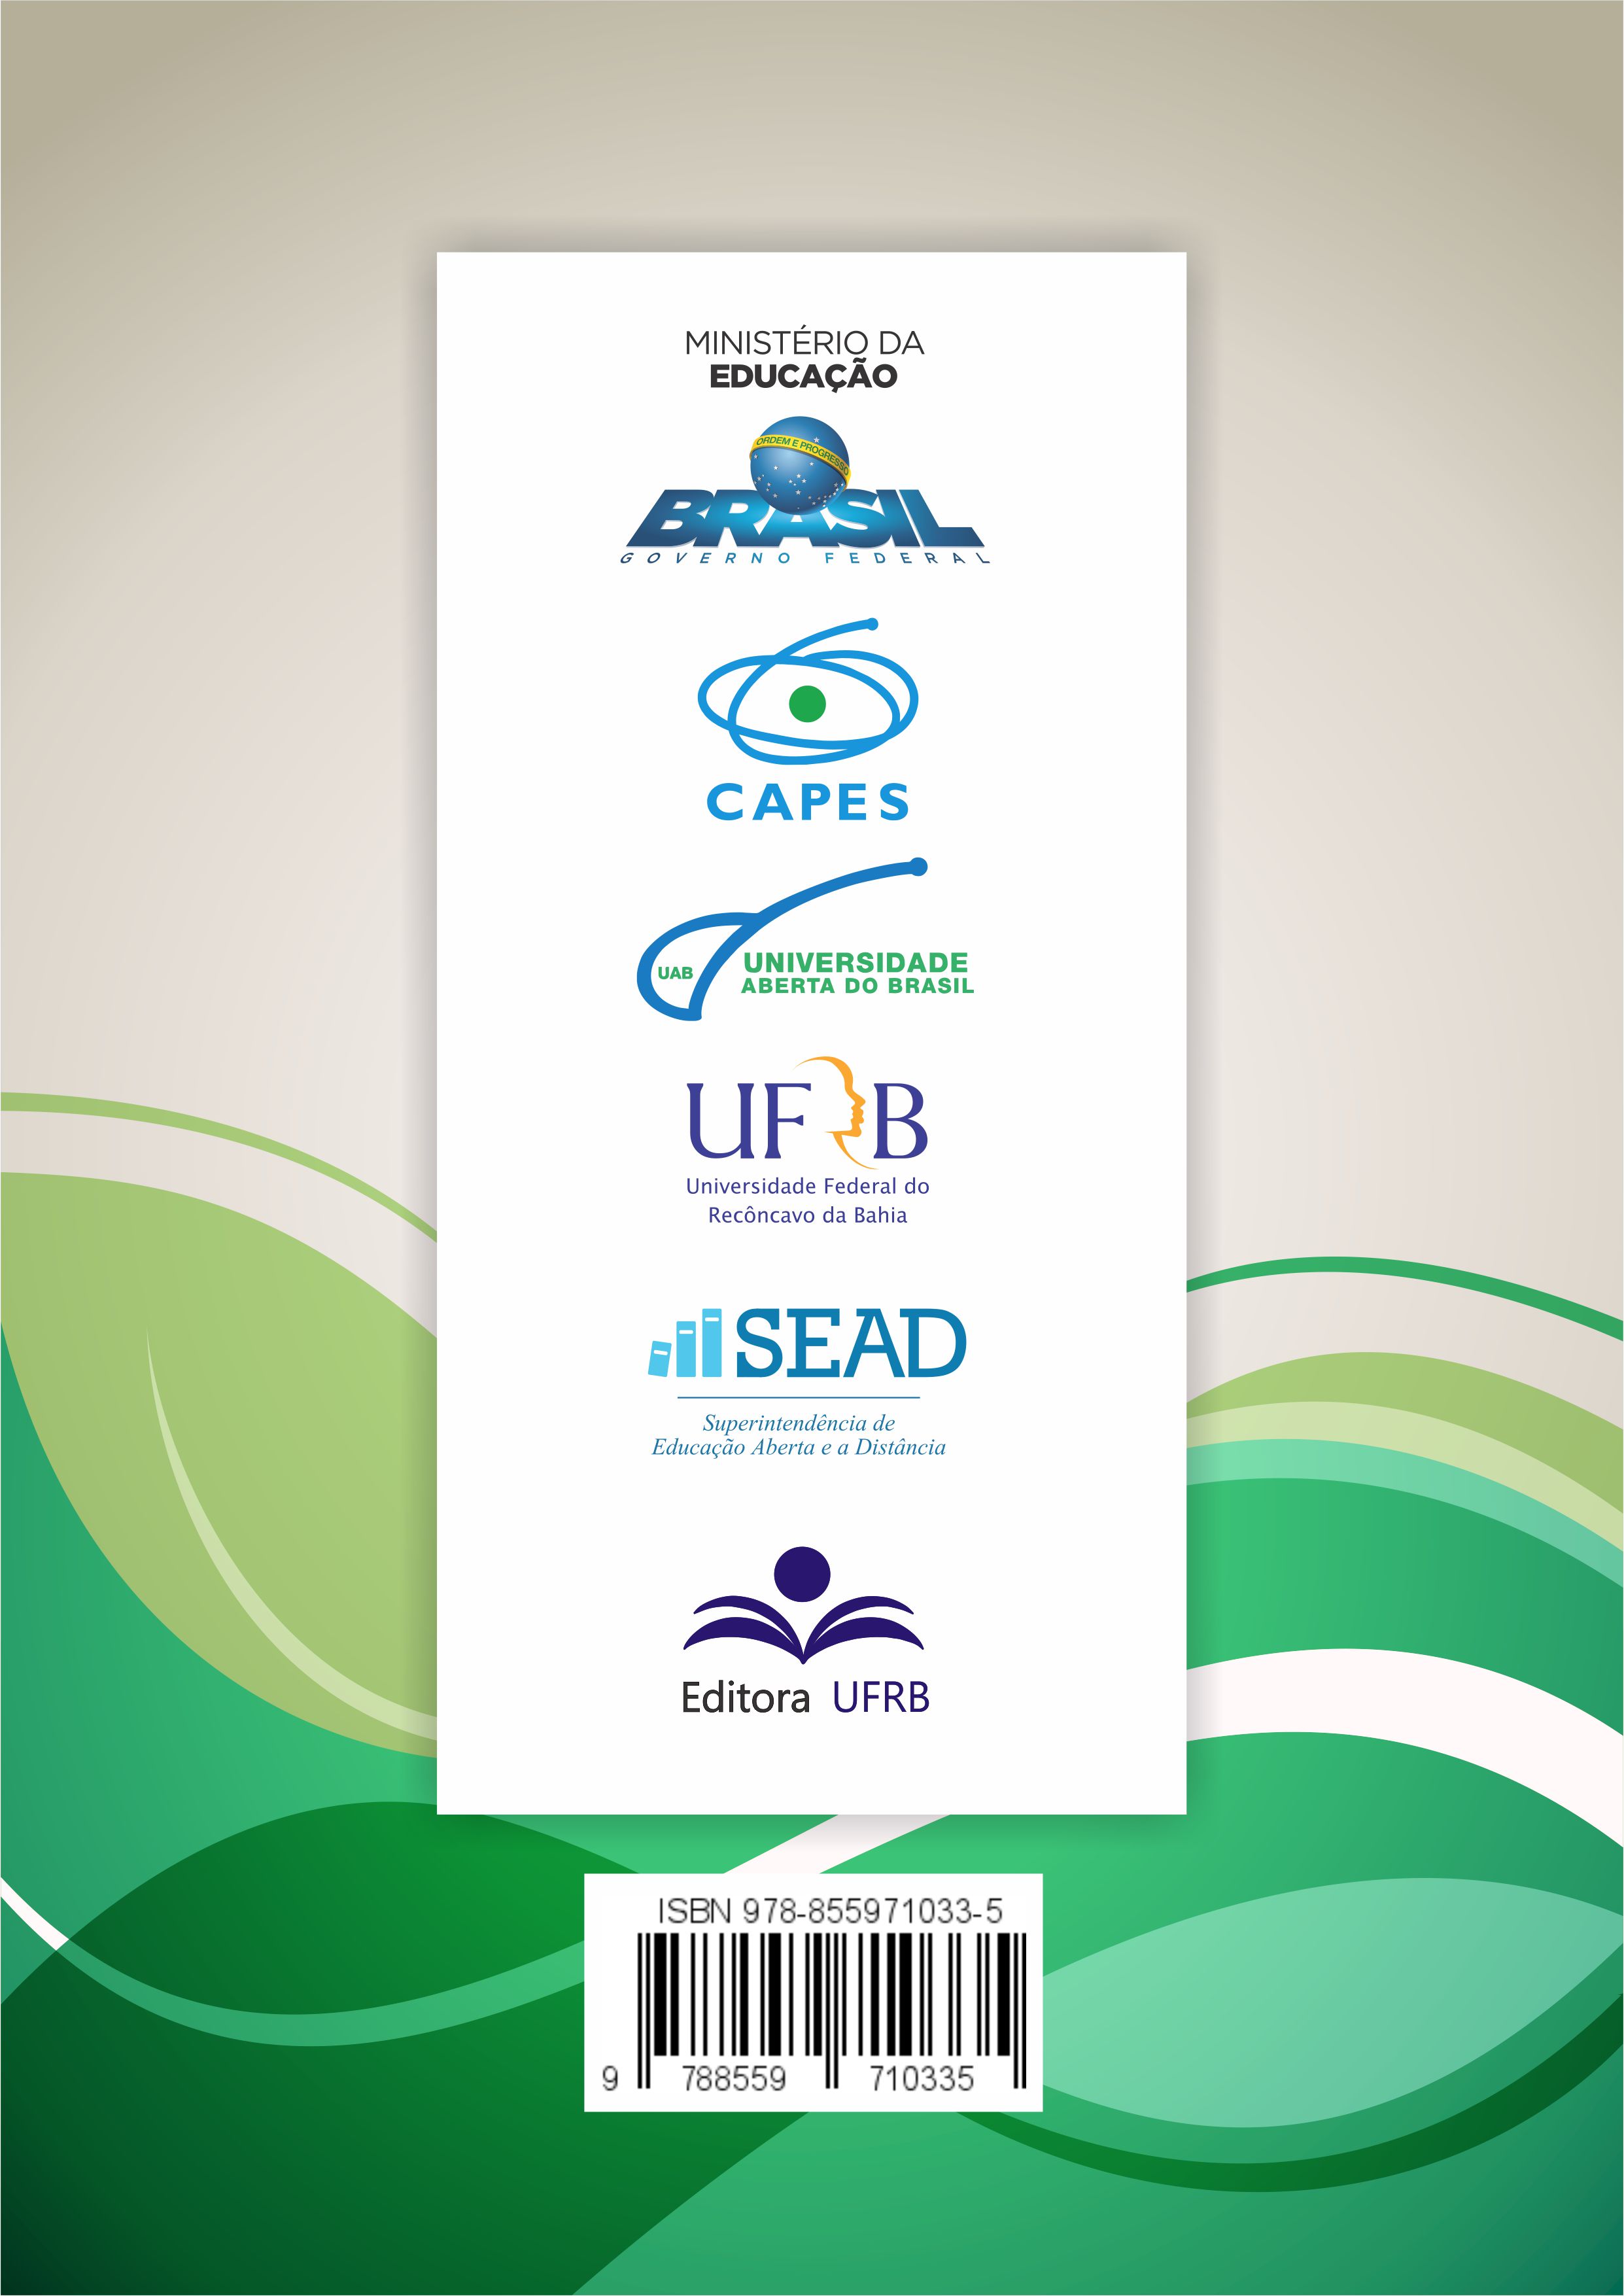 MINISTÉRIO DA
EDUCAÇÃO
ORDEM E PROGRESSO
BRASIL
GOVERNO FEDERAL
CAPES
UAB
UNIVERSIDADE
ABERTA DO BRASIL
UFRB
Universidade Federal do
Recôncavo da Bahia
SEAD
Superintendência de
Educação Aberta e a Distância
Editora UFRB
ISBN 978-855971033-5
9 788559 710335